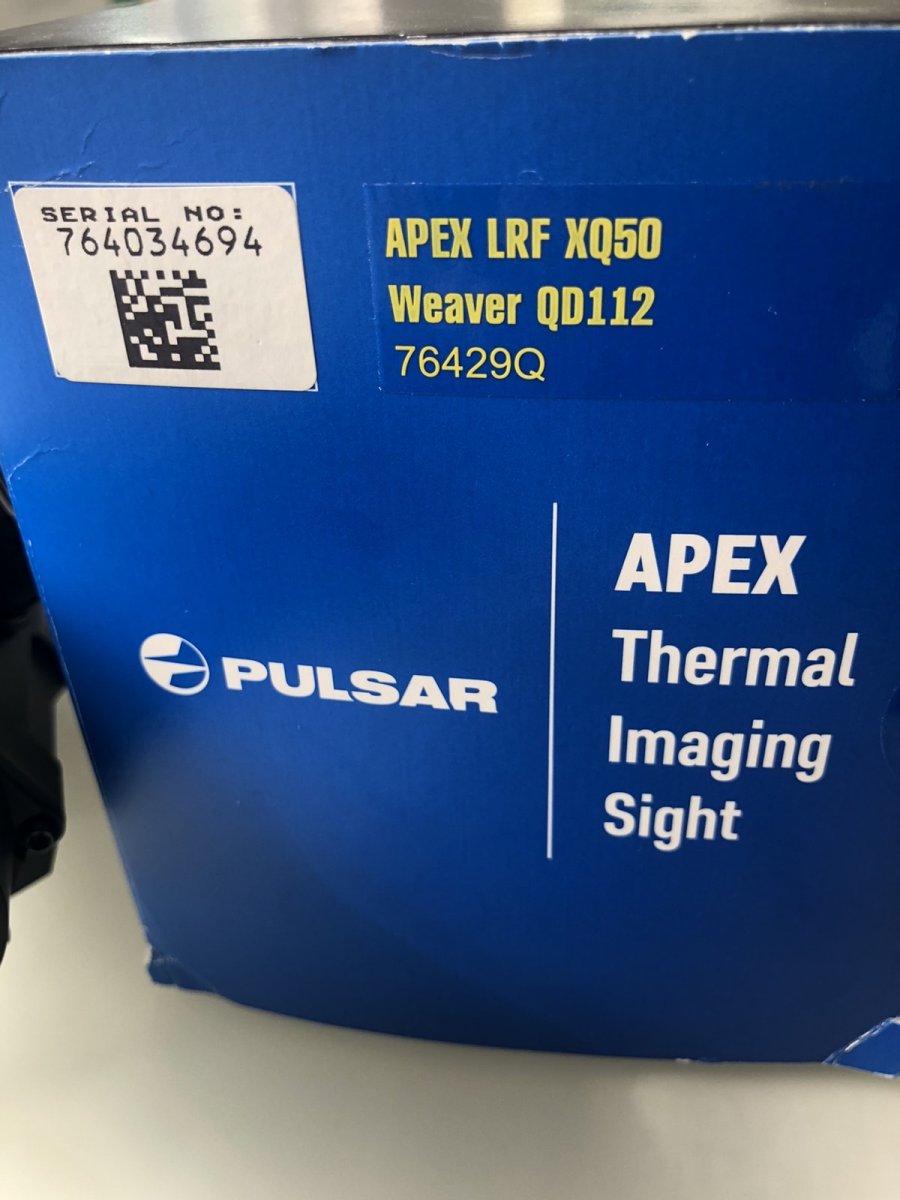 SERIAL NO:
764034694
APEX LRF XQ50
Weaver QD112
76429Q
PULSAR
APEX
Thermal
Imaging
Sight